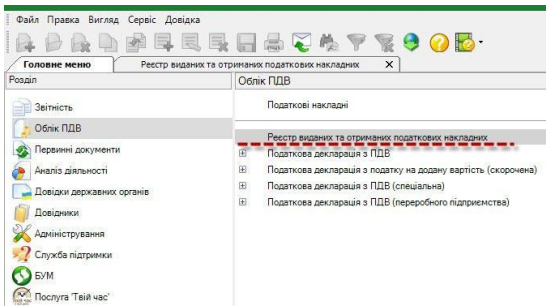 Файл Правка Вигляд Сервіс Довідка
Головне меню Реєстр виданих та отриманих податкових накладних X
Розділ Облік ПДВ
Звітність
Облік ПДВ
Первинні документи
Аналіз діяльності
Довідки державних органів
Довідники
Адміністрування
Служба підтримки
БУМ
Послуга 'Твій час'
Податкові накладні
Реєстр виданих та отриманих податкових накладних
Податкова декларація з ПДВ
Податкова декларація з податку на додану вартість (скорочена)
Податкова декларація з ПДВ (спеціальна)
Податкова декларація з ПДВ (переробного підприємства)